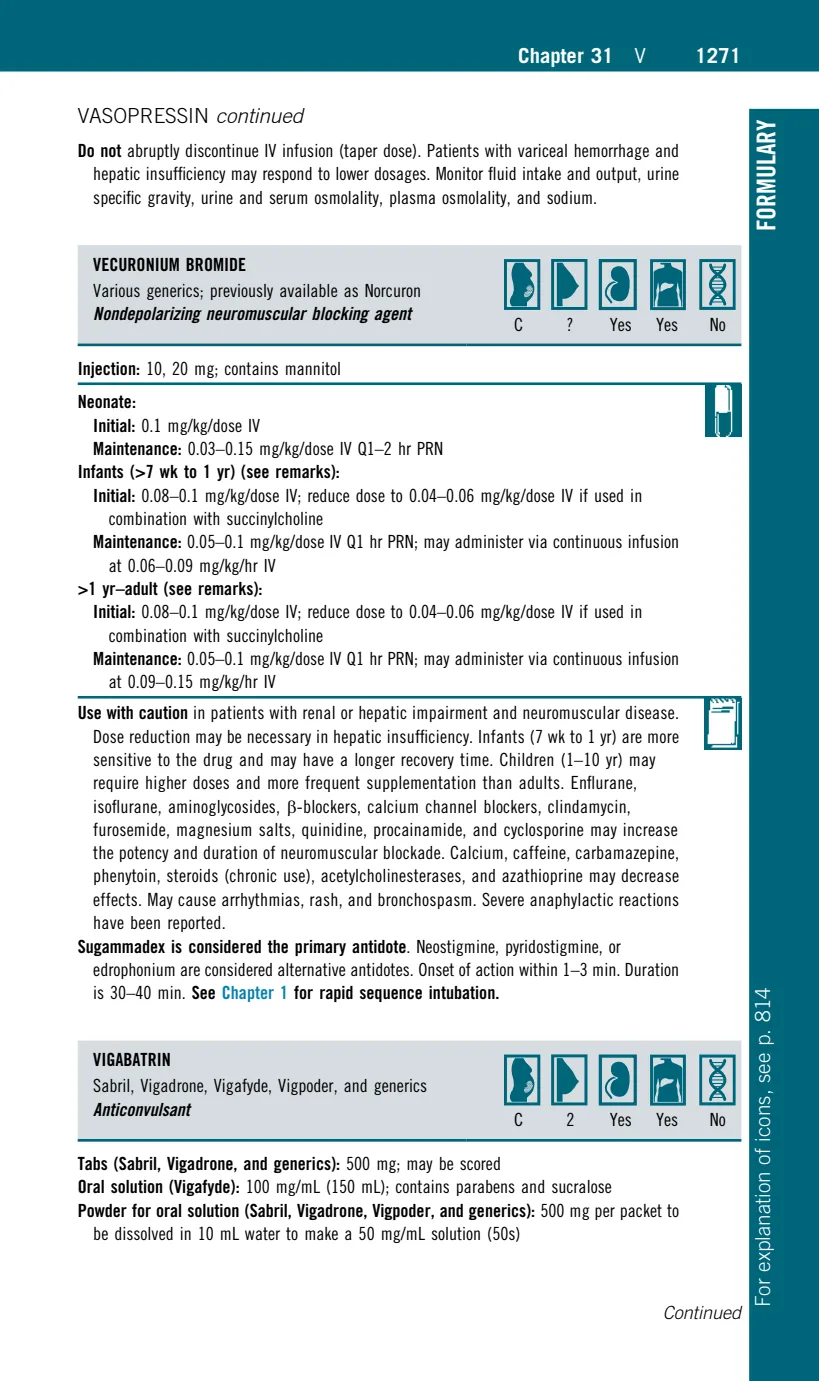 Chapter 31 V 1271
VASOPRESSIN continued
Do not abruptly discontinue IV infusion (taper dose). Patients with variceal hemorrhage and
hepatic insufficiency may respond to lower dosages. Monitor fluid intake and output, urine
specific gravity, urine and serum osmolality, plasma osmolality, and sodium.
FORMULARY
VECURONIUM BROMIDE
Various generics; previously available as Norcuron
Nondepolarizing neuromuscular blocking agent
C ? Yes Yes No
Injection: 10, 20 mg; contains mannitol
Neonate:
Initial: 0.1 mg/kg/dose IV
Maintenance: 0.03–0.15 mg/kg/dose IV Q1–2 hr PRN
Infants (>7 wk to 1 yr) (see remarks):
Initial: 0.08–0.1 mg/kg/dose IV; reduce dose to 0.04–0.06 mg/kg/dose IV if used in
combination with succinylcholine
Maintenance: 0.05–0.1 mg/kg/dose IV Q1 hr PRN; may administer via continuous infusion
at 0.06–0.09 mg/kg/hr IV
>1 yr–adult (see remarks):
Initial: 0.08–0.1 mg/kg/dose IV; reduce dose to 0.04–0.06 mg/kg/dose IV if used in
combination with succinylcholine
Maintenance: 0.05–0.1 mg/kg/dose IV Q1 hr PRN; may administer via continuous infusion
at 0.09–0.15 mg/kg/hr IV
Use with caution in patients with renal or hepatic impairment and neuromuscular disease.
Dose reduction may be necessary in hepatic insufficiency. Infants (7 wk to 1 yr) are more
sensitive to the drug and may have a longer recovery time. Children (1–10 yr) may
require higher doses and more frequent supplementation than adults. Enflurane,
isoflurane, aminoglycosides, β-blockers, calcium channel blockers, clindamycin,
furosemide, magnesium salts, quinidine, procainamide, and cyclosporine may increase
the potency and duration of neuromuscular blockade. Calcium, caffeine, carbamazepine,
phenytoin, steroids (chronic use), acetylcholinesterases, and azathioprine may decrease
effects. May cause arrhythmias, rash, and bronchospasm. Severe anaphylactic reactions
have been reported.
Sugammadex is considered the primary antidote. Neostigmine, pyridostigmine, or
edrophonium are considered alternative antidotes. Onset of action within 1–3 min. Duration
is 30–40 min. See Chapter 1 for rapid sequence intubation.
VIGABATRIN
Sabril, Vigadrone, Vigafyde, Vigpoder, and generics
Anticonvulsant
C 2 Yes Yes No
Tabs (Sabril, Vigadrone, and generics): 500 mg; may be scored
Oral solution (Vigafyde): 100 mg/mL (150 mL); contains parabens and sucralose
Powder for oral solution (Sabril, Vigadrone, Vigpoder, and generics): 500 mg per packet to
be dissolved in 10 mL water to make a 50 mg/mL solution (50s)
For explanation of icons, see p. 814
Continued